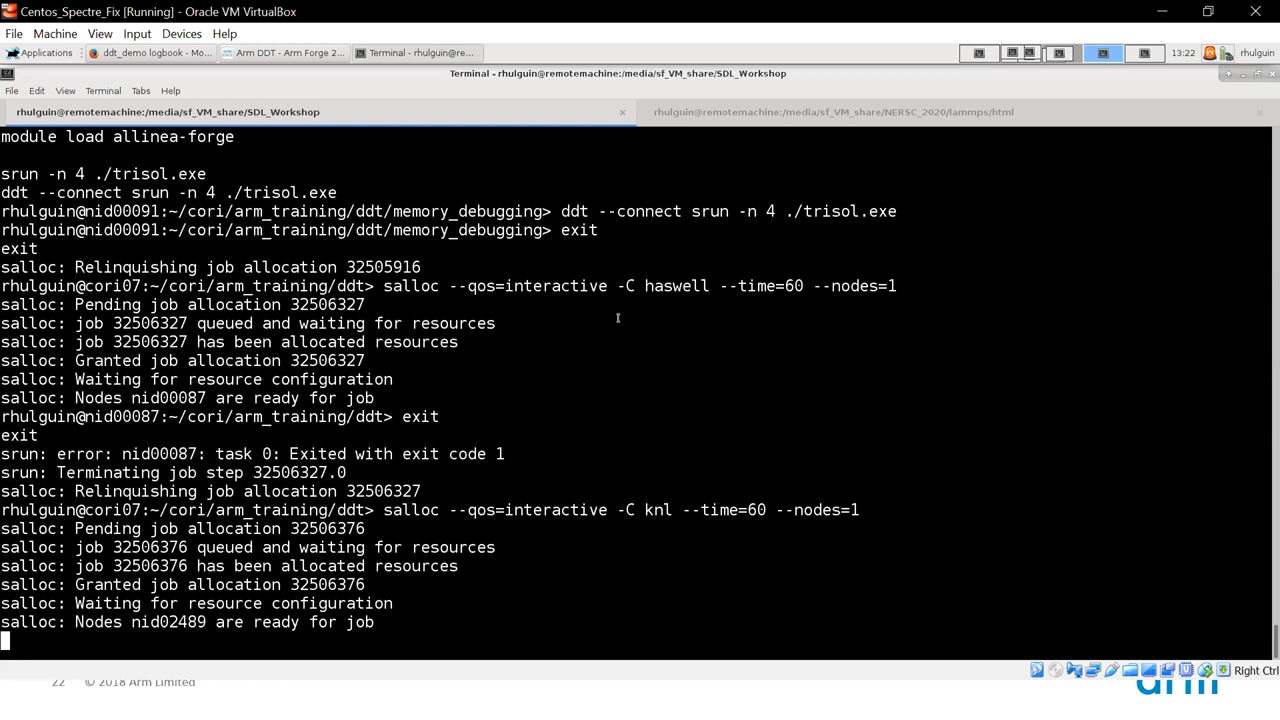 Centos_Spectre_Fix [Running] - Oracle VM VirtualBox
File Machine View Input Devices Help
Applications ddt_demo logbook - Mo... Arm DDT - Arm Forge 2... Terminal - rhulguin@re... 13:22 rhulguin
Terminal - rhulguin@remotemachine:/media/sf_VM_share/SDL_Workshop
File Edit View Terminal Tabs Help
rhulguin@remotemachine:/media/sf_VM_share/SDL_Workshop × rhulguin@remotemachine:/media/sf_VM_share/NERSC_2020/lammps/html ×
module load allinea-forge
srun -n 4 ./trisol.exe
ddt --connect srun -n 4 ./trisol.exe
rhulguin@nid00091:~/cori/arm_training/ddt/memory_debugging> ddt --connect srun -n 4 ./trisol.exe
rhulguin@nid00091:~/cori/arm_training/ddt/memory_debugging> exit
exit
salloc: Relinquishing job allocation 32505916
rhulguin@cori07:~/cori/arm_training/ddt> salloc --qos=interactive -C haswell --time=60 --nodes=1
salloc: Pending job allocation 32506327
salloc: job 32506327 queued and waiting for resources
salloc: job 32506327 has been allocated resources
salloc: Granted job allocation 32506327
salloc: Waiting for resource configuration
salloc: Nodes nid00087 are ready for job
rhulguin@nid00087:~/cori/arm_training/ddt> exit
exit
srun: error: nid00087: task 0: Exited with exit code 1
srun: Terminating job step 32506327.0
salloc: Relinquishing job allocation 32506327
rhulguin@cori07:~/cori/arm_training/ddt> salloc --qos=interactive -C knl --time=60 --nodes=1
salloc: Pending job allocation 32506376
salloc: job 32506376 queued and waiting for resources
salloc: job 32506376 has been allocated resources
salloc: Granted job allocation 32506376
salloc: Waiting for resource configuration
salloc: Nodes nid02489 are ready for job
Right Ctrl
22 © 2018 Arm Limited
arm